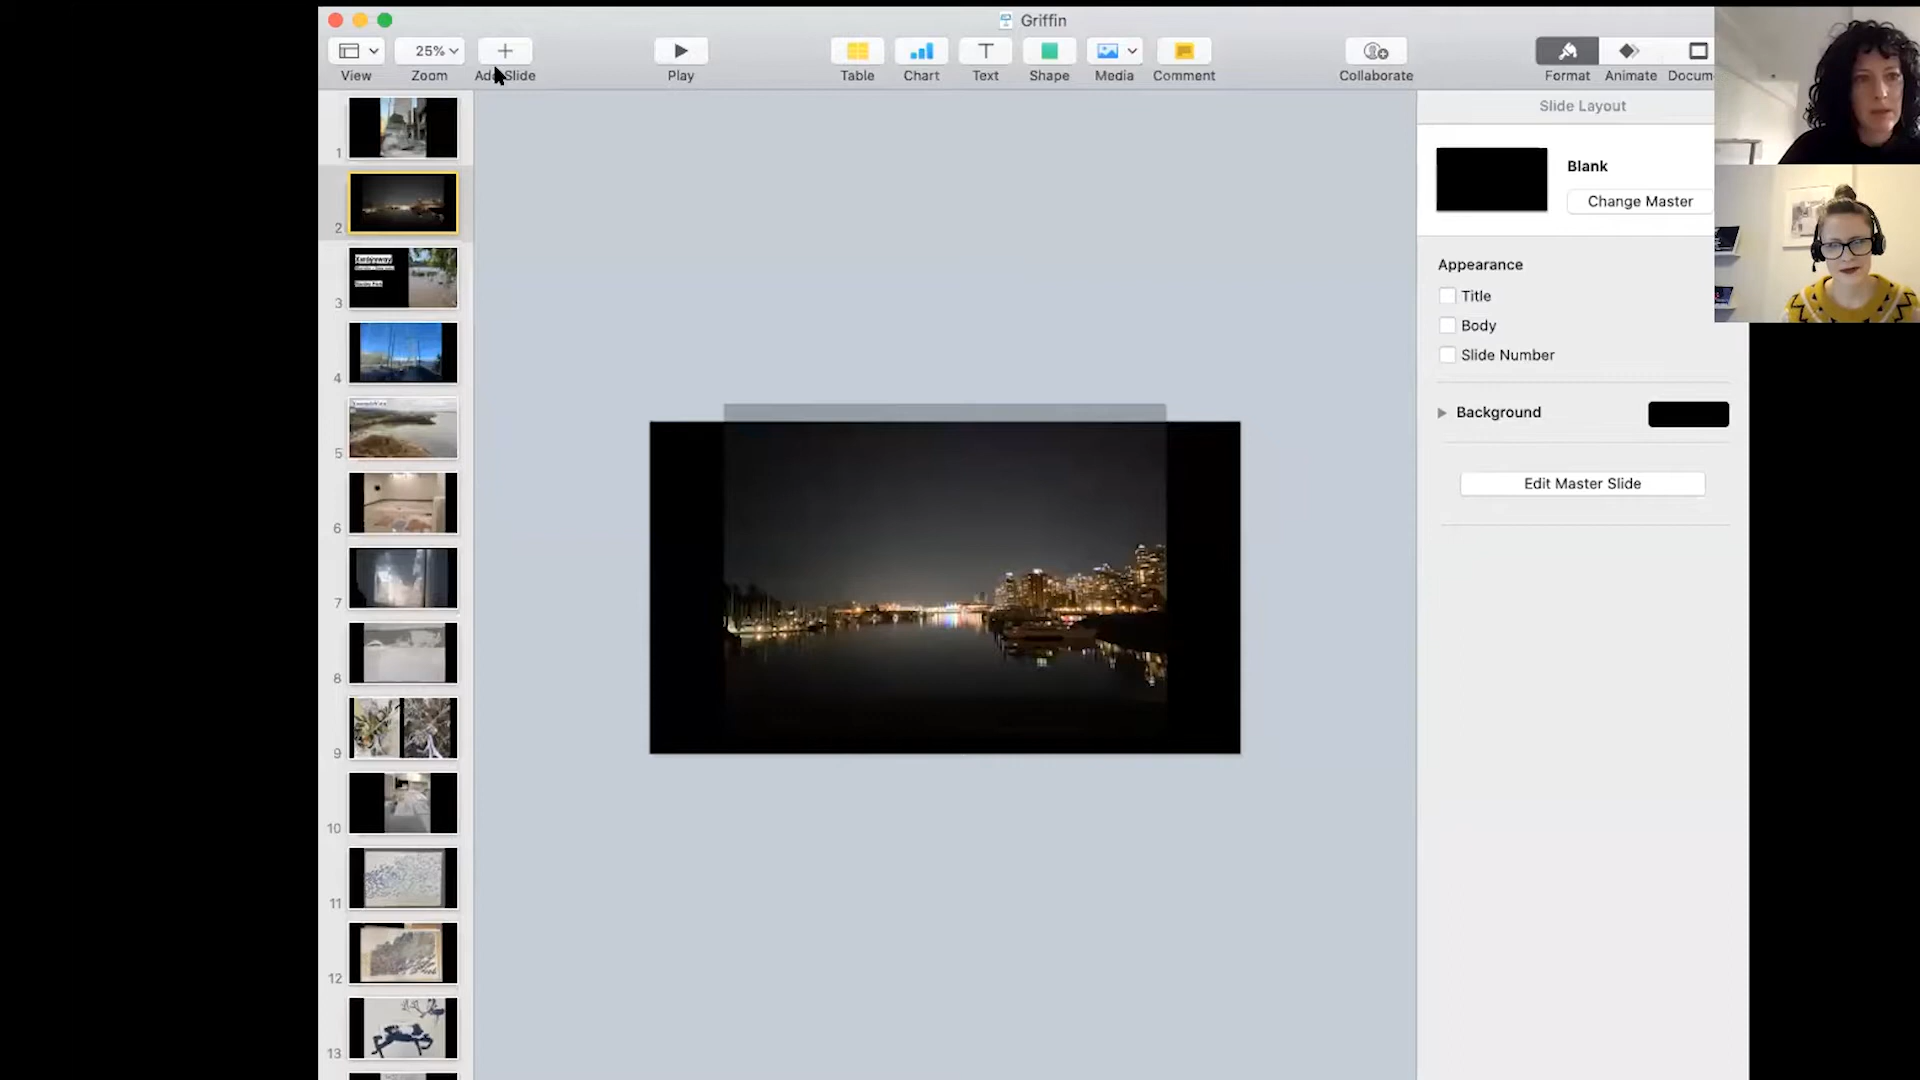 Griffin
25%
View
Zoom
Add Slide
Play
Table
Chart
Text
Shape
Media
Comment
Collaborate
Format
Animate
Docum
Slide Layout
Blank
Change Master
Appearance
Title
Body
Slide Number
Background
Edit Master Slide
1
2
3
4
5
6
7
8
9
10
11
12
13